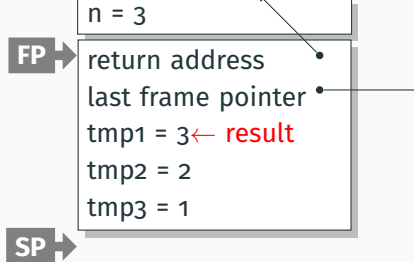 n = 3
FP
return address
last frame pointer
tmp1 = 3← result
tmp2 = 2
tmp3 = 1
SP